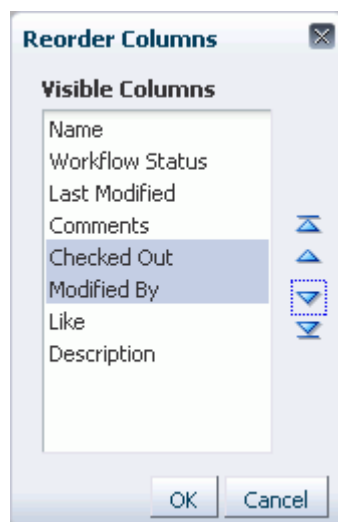 Reorder Columns
Visible Columns
Name
Workflow Status
Last Modified
Comments
Checked Out
Modified By
Like
Description
OK Cancel